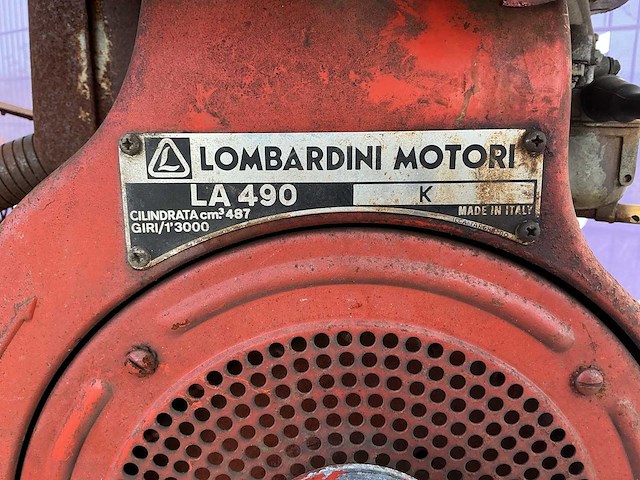 LOMBARDINI MOTORI
LA 490 K
CILINDRATA cm³ 487
GIRI/1' 3000
MADE IN ITALY